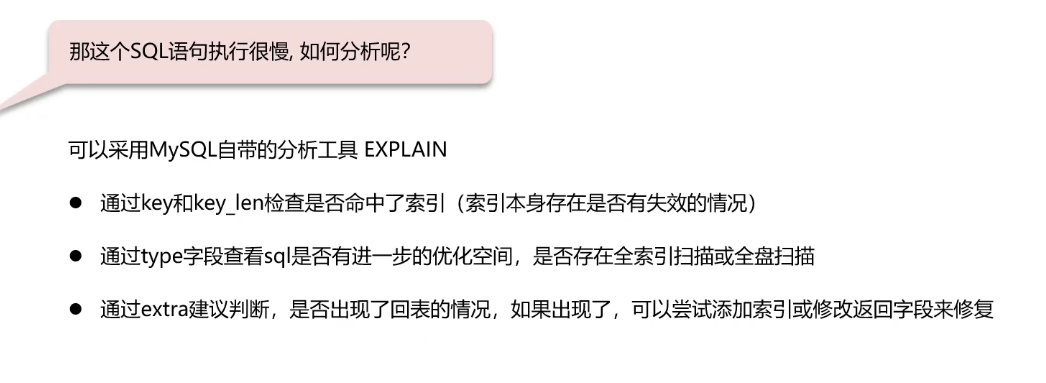 那这个SQL语句执行很慢, 如何分析呢?
可以采用MySQL自带的分析工具 EXPLAIN
● 通过key和key_len检查是否命中了索引（索引本身存在是否有失效的情况）
● 通过type字段查看sql是否有进一步的优化空间，是否存在全索引扫描或全盘扫描
● 通过extra建议判断，是否出现了回表的情况，如果出现了，可以尝试添加索引或修改返回字段来修复